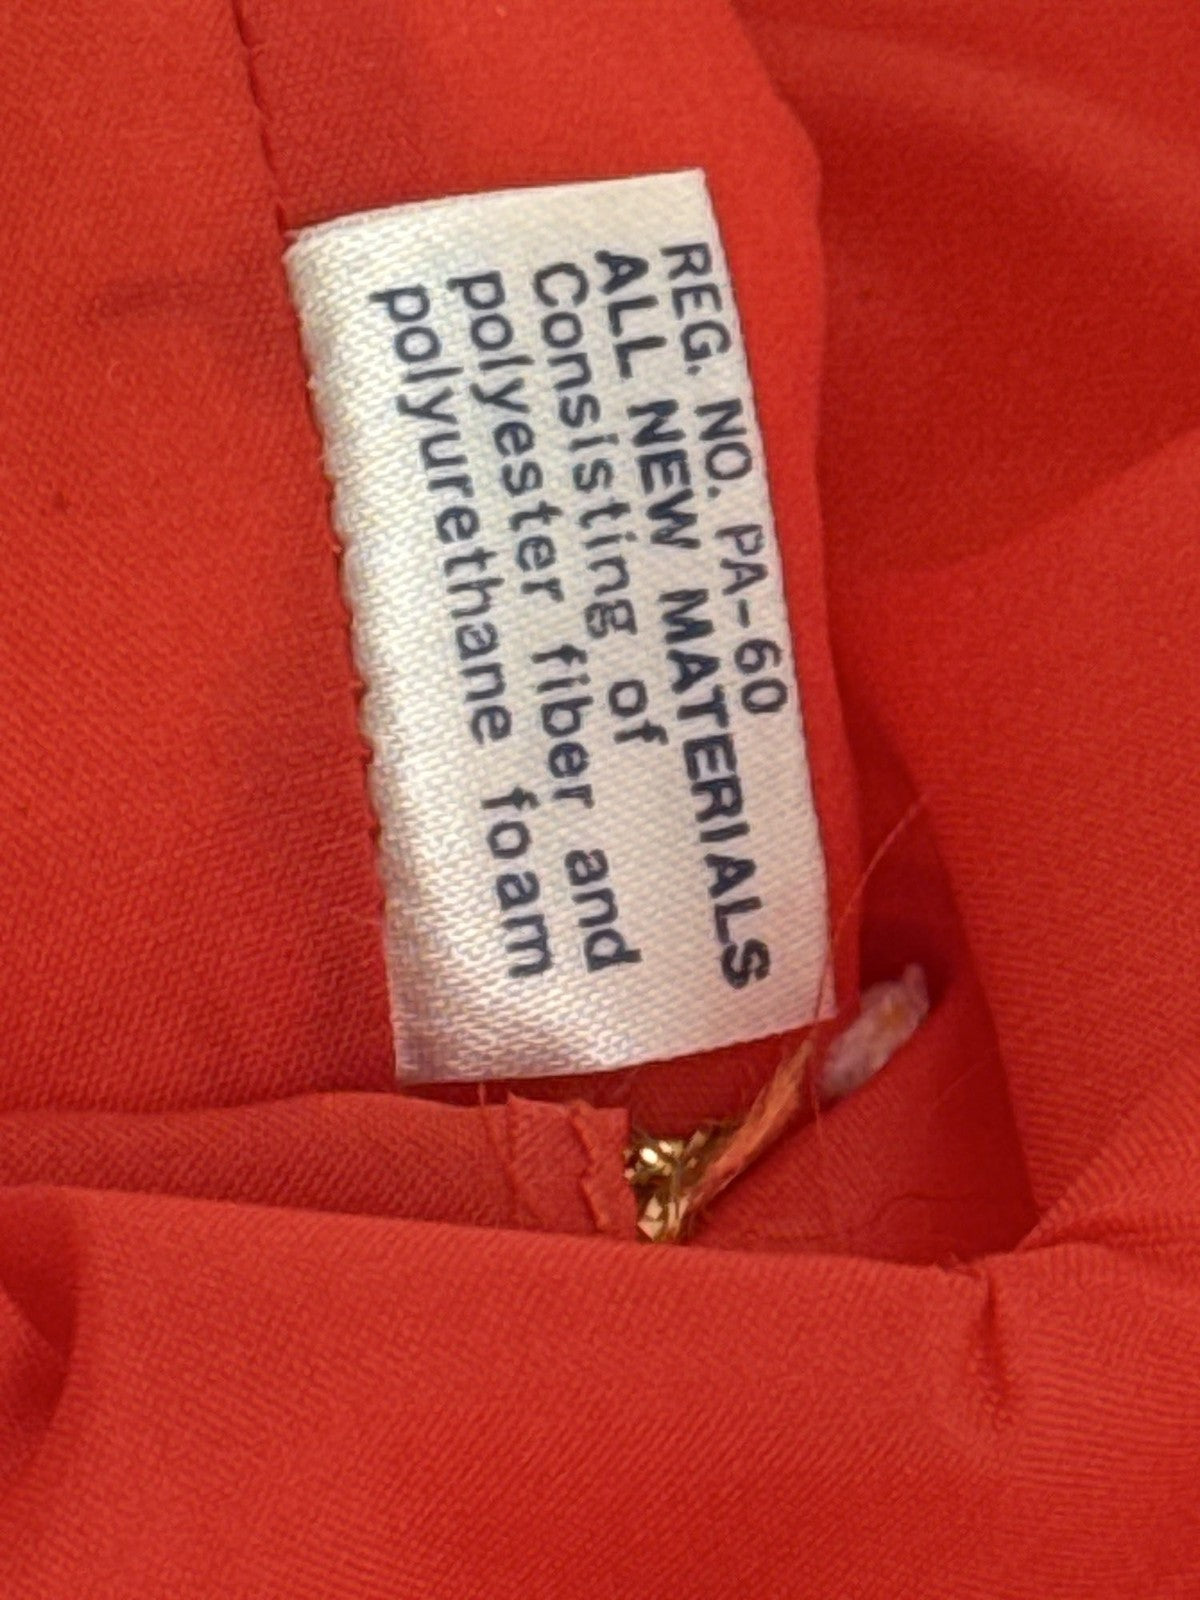 REG. NO. PA-60
ALL NEW MATERIALS
Consisting of
polyester fiber and
polyurethane foam